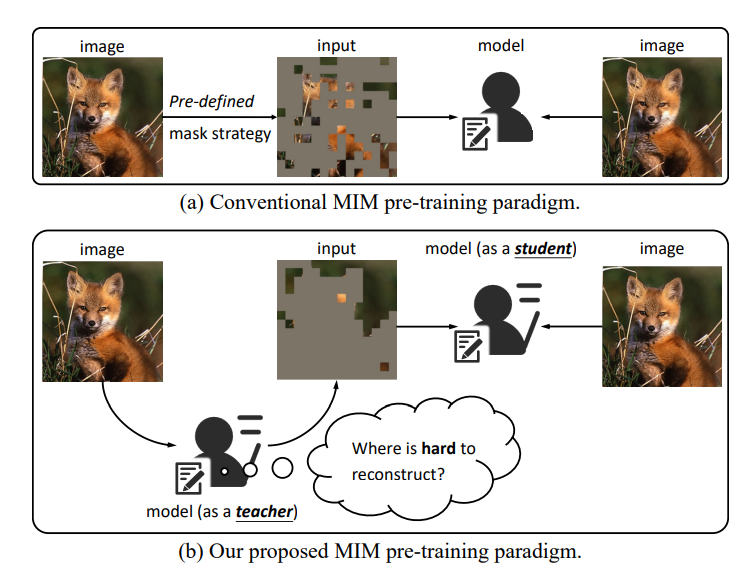 image
input
model
image
Pre-defined
mask strategy
(a) Conventional MIM pre-training paradigm.
image
input
model (as a student)
image
Where is hard to
reconstruct?
model (as a teacher)
(b) Our proposed MIM pre-training paradigm.